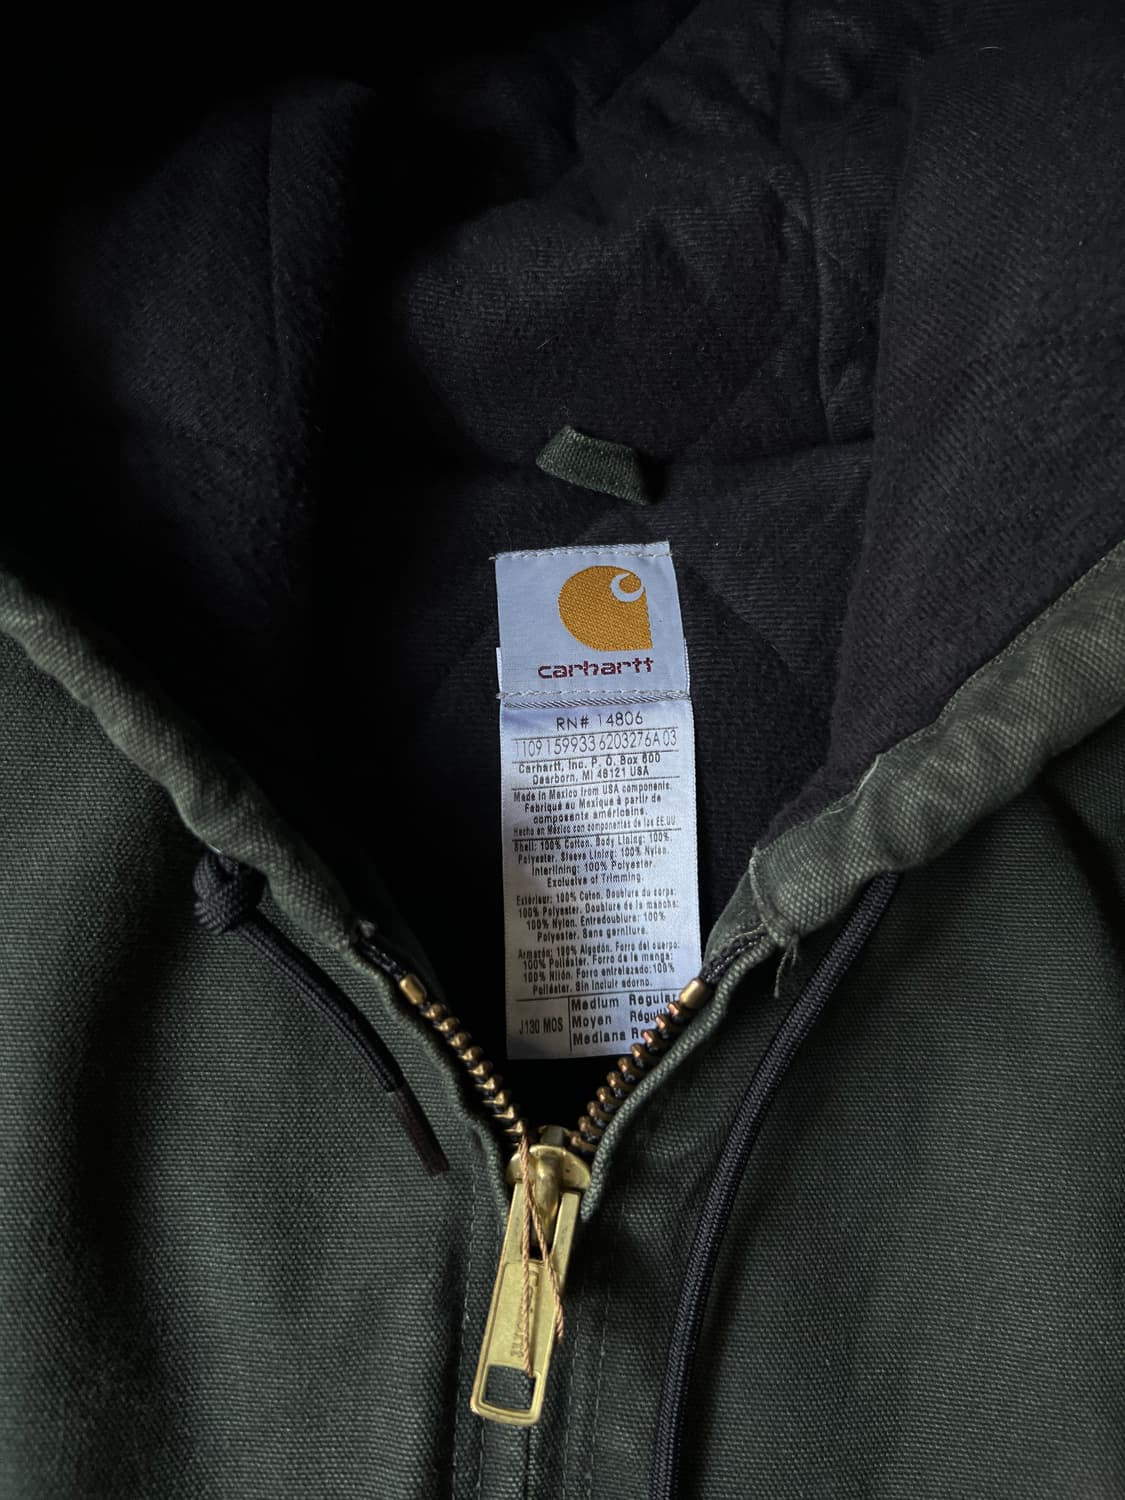 carhartt
RN# 14806
1109159933 6203276A 03
Carhartt, Inc. P. O. Box 600
Dearborn, MI 48121 USA
Made in Mexico from USA components.
Fabriqué au Mexique à partir de
composants américains.
Hecho en México con componentes de los EE.UU
Shell: 100% Cotton. Body Lining: 100%
Polyester. Sleeve Lining: 100% Nylon.
Interlining: 100% Polyester.
Exclusive of Trimming.
Extérieur: 100% Coton. Doublure du corps:
100% Polyester. Doublure de la manche:
100% Nylon. Entredoublure: 100%
Polyester. Sans garniture.
Armazón: 100% Algodón. Forro del cuerpo:
100% Poliéster. Forro de la manga:
100% Nilón. Forro entrelazado: 100%
Poliéster. Sin incluir adorno.
J130 MOS
Medium Regular
Moyen
Mediana